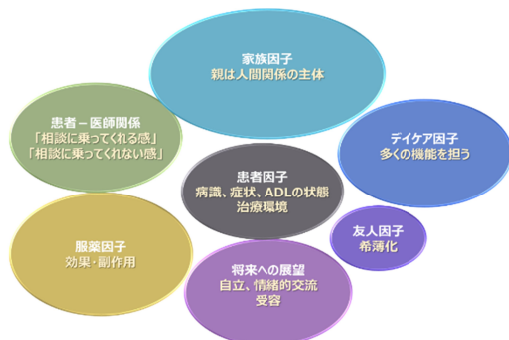 家族因子
親は人間関係の主体
患者－医師関係
「相談に乗ってくれる感」
「相談に乗ってくれない感」
デイケア因子
多くの機能を担う
患者因子
病識、症状、ADLの状態
治療環境
友人因子
希薄化
服薬因子
効果・副作用
将来への展望
自立、情緒的交流
受容